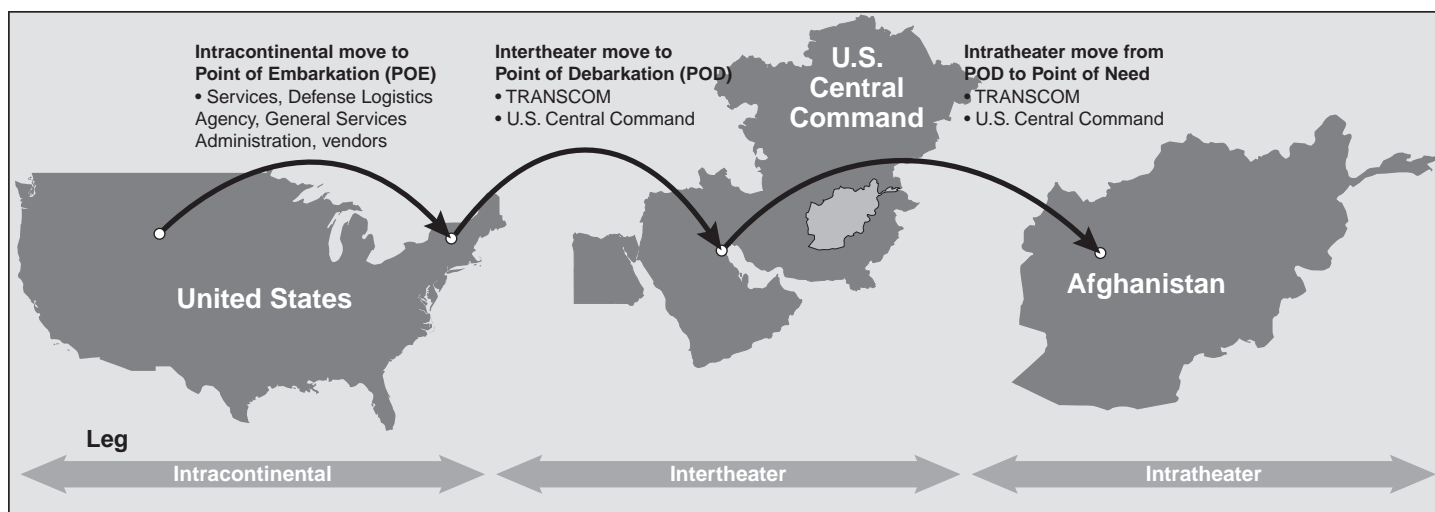 Intracontinental move to
Point of Embarkation (POE)
• Services, Defense Logistics
Agency, General Services
Administration, vendors
Intertheater move to
Point of Debarkation (POD)
• TRANSCOM
• U.S. Central Command
U.S.
Central
Command
Intratheater move from
POD to Point of Need
• TRANSCOM
• U.S. Central Command
United States
Afghanistan
Leg
Intracontinental
Intertheater
Intratheater